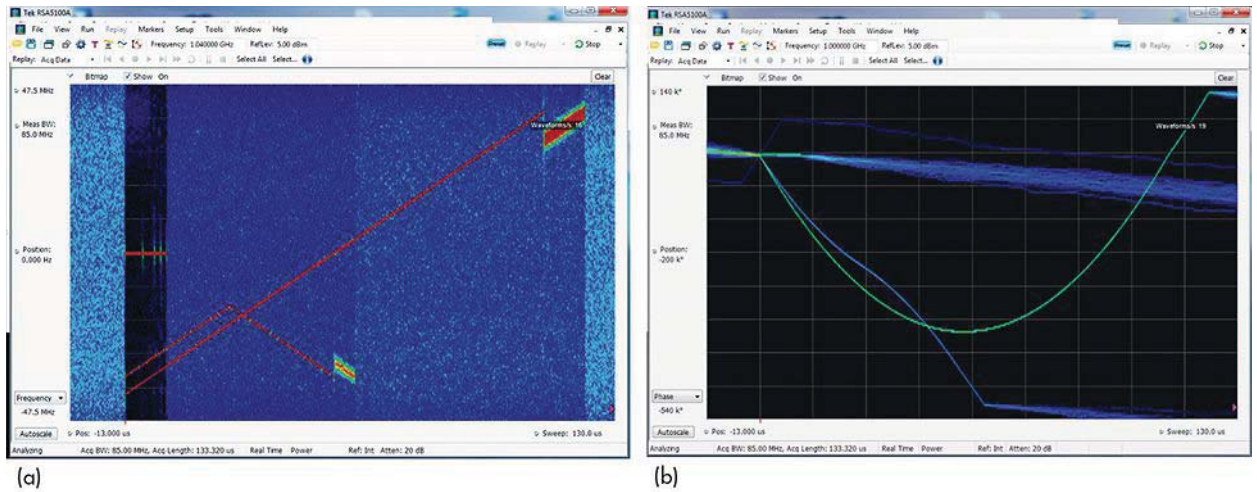 Tek RSA5100A
File View Run Replay Markers Setup Tools Window Help
Frequency: 1.040000 GHz RefLev: 5.00 dBm Preset Replay Stop
Replay: Acq Data Select All Select...
Bitmap Show On Clear
47.5 MHz
Meas BW:
85.0 MHz
Waveforms/s: 16
Position:
0.000 Hz
Frequency
-47.5 MHz
Autoscale Pos: -13.000 us Sweep: 130.0 us
Analyzing Acq BW: 85.00 MHz, Acq Length: 133.320 us Real Time Power Ref: Int Atten: 20 dB
(a)
Tek RSA5100A
File View Run Replay Markers Setup Tools Window Help
Frequency: 1.000000 GHz RefLev: 5.00 dBm Preset Replay Stop
Replay: Acq Data Select All Select...
Bitmap Show On Clear
140 k°
Meas BW:
85.0 MHz
Waveforms/s: 19
Position:
-200 k°
Phase
-540 k°
Autoscale Pos: -13.000 us Sweep: 130.0 us
Analyzing Acq BW: 85.00 MHz, Acq Length: 133.320 us Real Time Power Ref: Int Atten: 20 dB
(b)